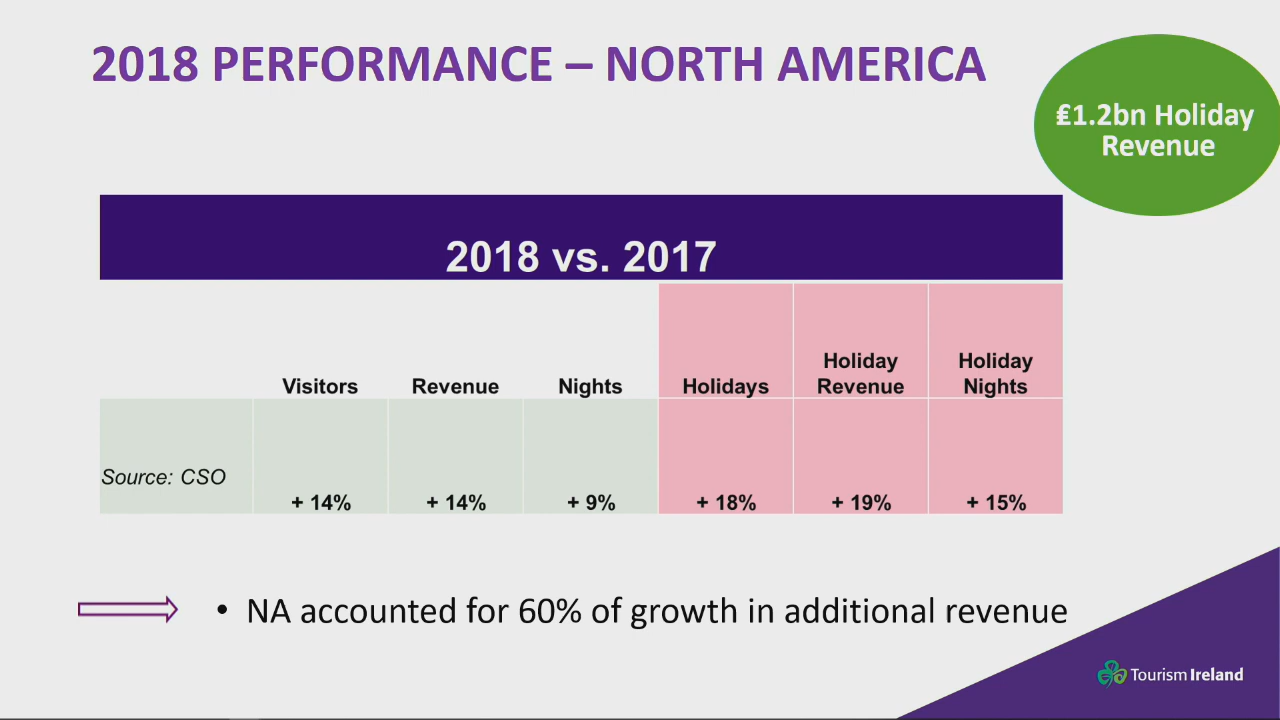 2018 PERFORMANCE – NORTH AMERICA
₤1.2bn Holiday
Revenue
2018 vs. 2017
Visitors Revenue Nights Holidays Holiday Revenue Holiday Nights
Source: CSO + 14% + 14% + 9% + 18% + 19% + 15%
• NA accounted for 60% of growth in additional revenue
Tourism Ireland